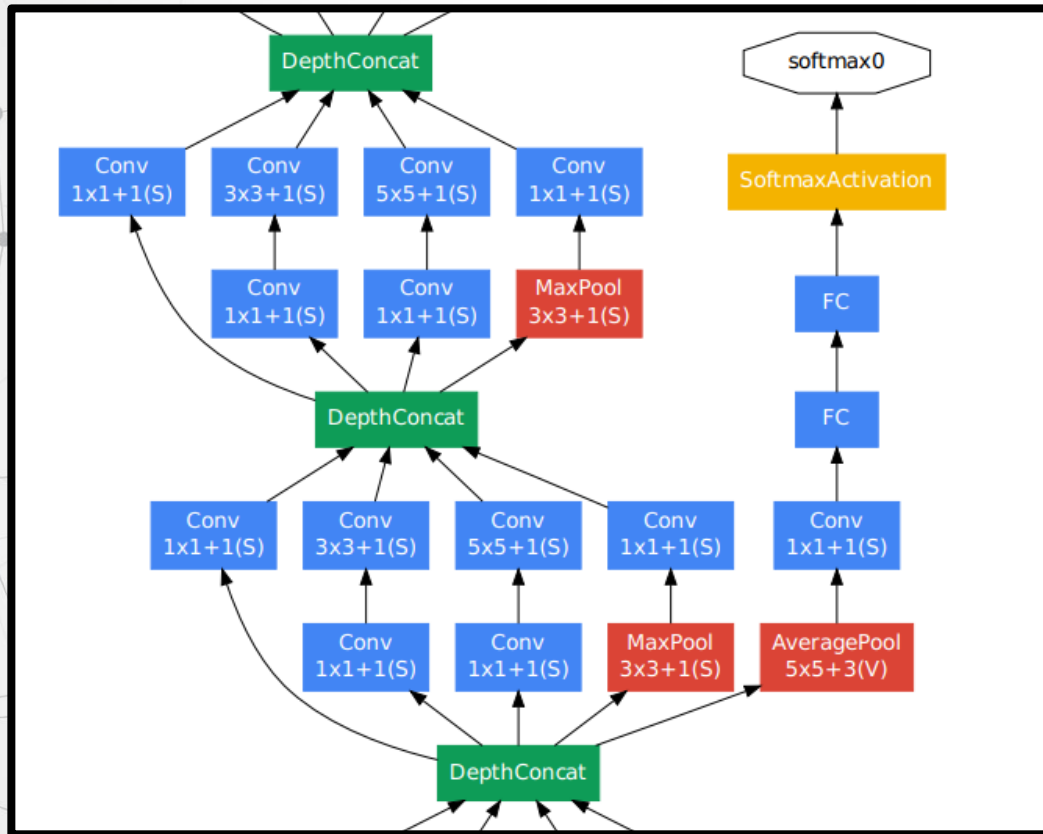 DepthConcat
softmax0
Conv
1x1+1(S)
Conv
3x3+1(S)
Conv
5x5+1(S)
Conv
1x1+1(S)
SoftmaxActivation
Conv
1x1+1(S)
Conv
1x1+1(S)
MaxPool
3x3+1(S)
FC
DepthConcat
FC
Conv
1x1+1(S)
Conv
3x3+1(S)
Conv
5x5+1(S)
Conv
1x1+1(S)
Conv
1x1+1(S)
Conv
1x1+1(S)
Conv
1x1+1(S)
MaxPool
3x3+1(S)
AveragePool
5x5+3(V)
DepthConcat